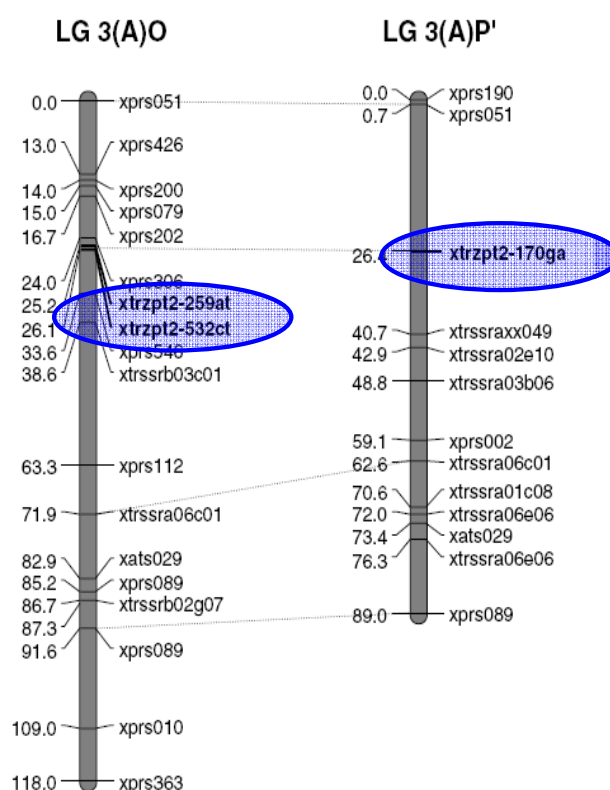 LG 3(A)O
0.0 xprs051
13.0 xprs426
14.0 xprs200
15.0 xprs079
16.7 xprs202
24.0 xprs306
25.2 xtrzpt2-259at
26.1 xtrzpt2-532ct
33.6
38.6 xtrssrb03c01
63.3 xprs112
71.9 xtrssra06c01
82.9 xats029
85.2 xprs089
86.7 xtrssrb02g07
87.3
91.6 xprs089
109.0 xprs010
118.0 xprs363
LG 3(A)P'
0.0 xprs190
0.7 xprs051
xtrzpt2-170ga
40.7 xtrssraxx049
42.9 xtrssra02e10
48.8 xtrssra03b06
59.1 xprs002
62.6 xtrssra06c01
70.6 xtrssra01c08
72.0 xtrssra06e06
73.4 xats029
76.3 xtrssra06e06
89.0 xprs089